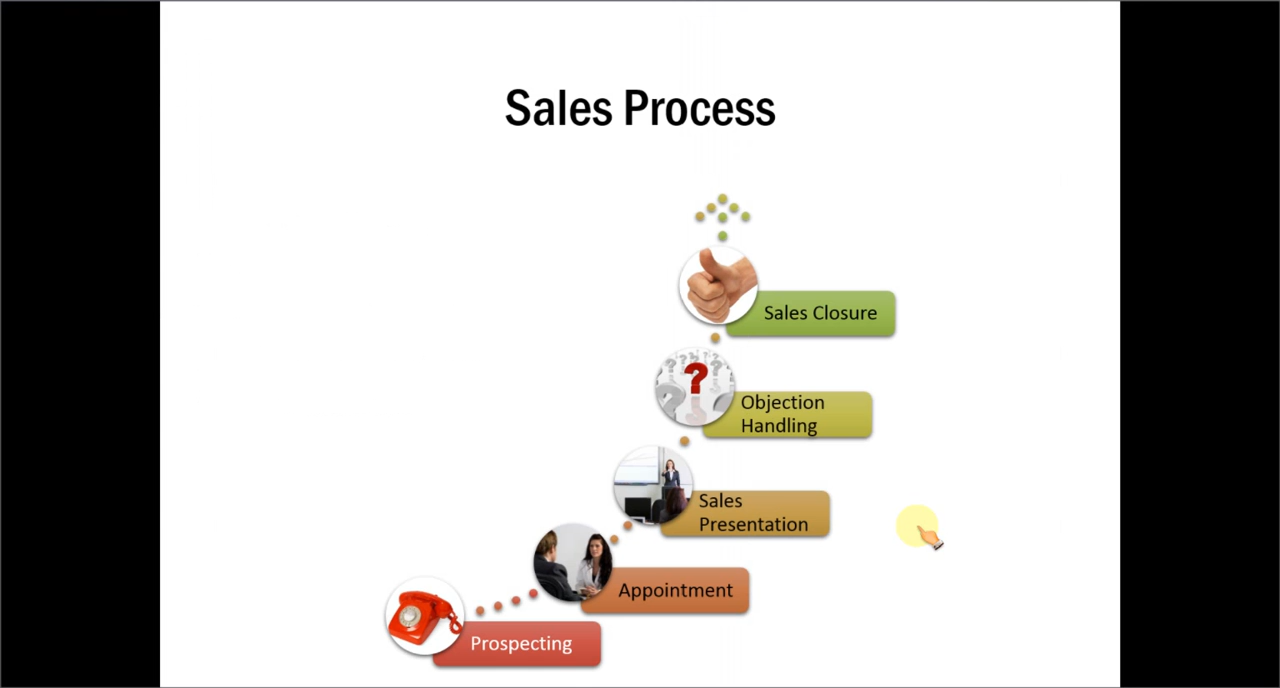 Sales Process
Sales Closure
Objection
Handling
Sales
Presentation
Appointment
Prospecting